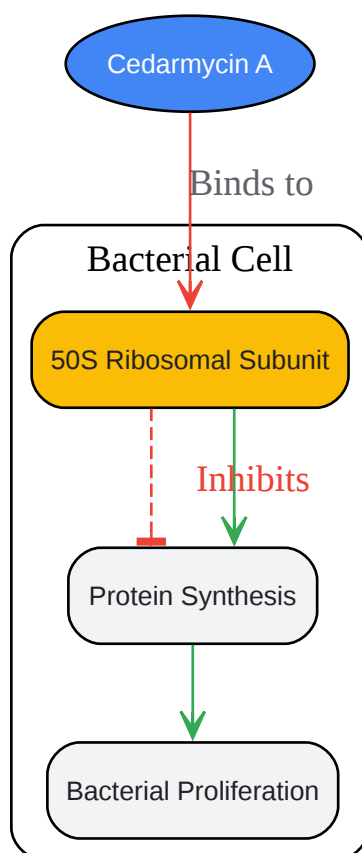 Cedarmycin A
Binds to
Bacterial Cell
50S Ribosomal Subunit
Inhibits
Protein Synthesis
Bacterial Proliferation